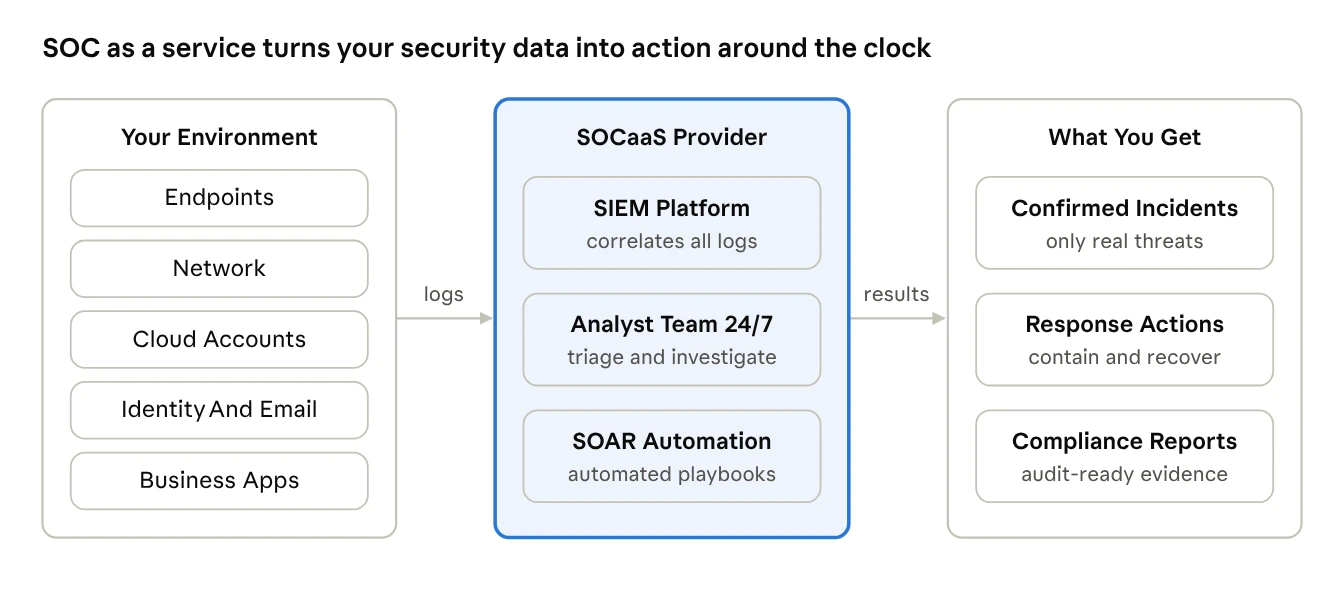 SOC as a service turns your security data into action around the clock
Your Environment
Endpoints
Network
Cloud Accounts
Identity And Email
Business Apps
logs
SOCaaS Provider
SIEM Platform
correlates all logs
Analyst Team 24/7
triage and investigate
SOAR Automation
automated playbooks
results
What You Get
Confirmed Incidents
only real threats
Response Actions
contain and recover
Compliance Reports
audit-ready evidence